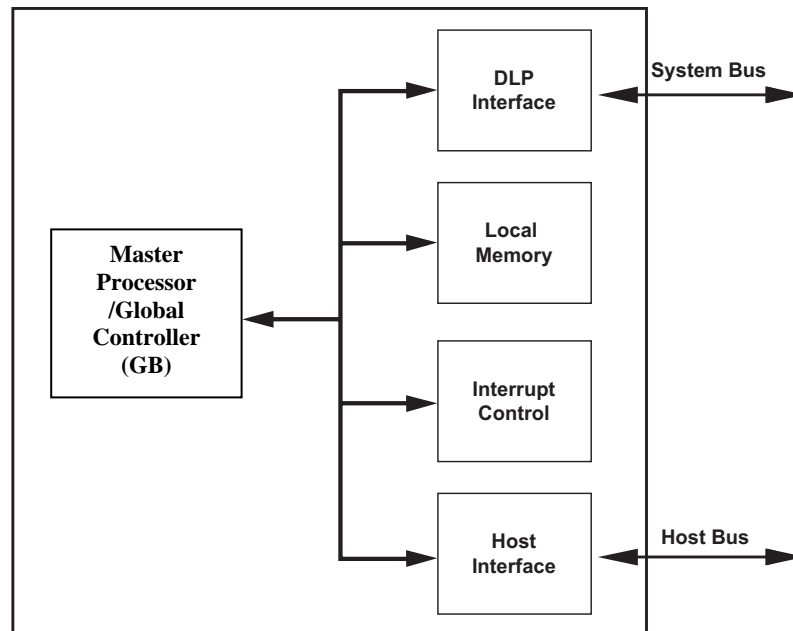 DLP
Interface
System Bus
Local
Memory
Master
Processor
/Global
Controller
(GB)
Interrupt
Control
Host
Interface
Host Bus